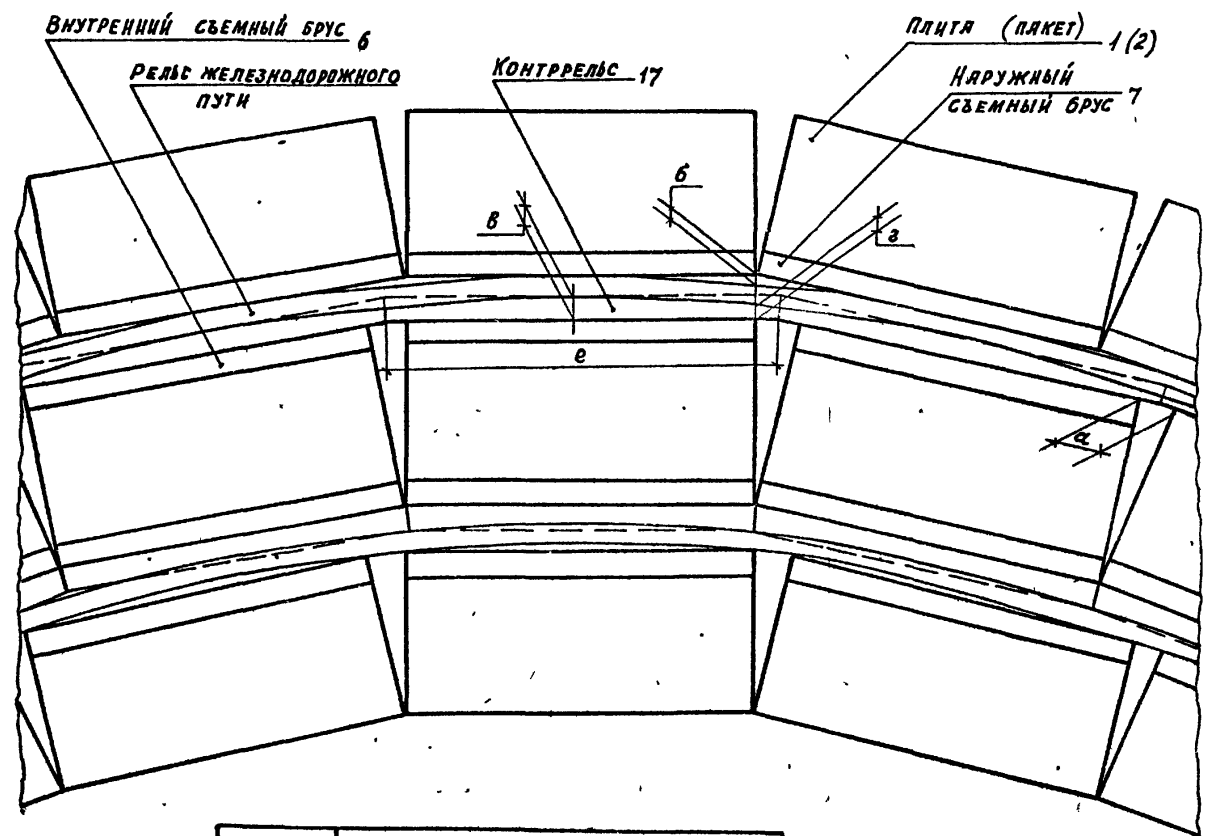 Внутренний съемный брус 6
Рельс железнодорожного
пути
Контррельс 17
Плита (пакет) 1 (2)
Наружный
съемный брус 7
в
б
г
е
а